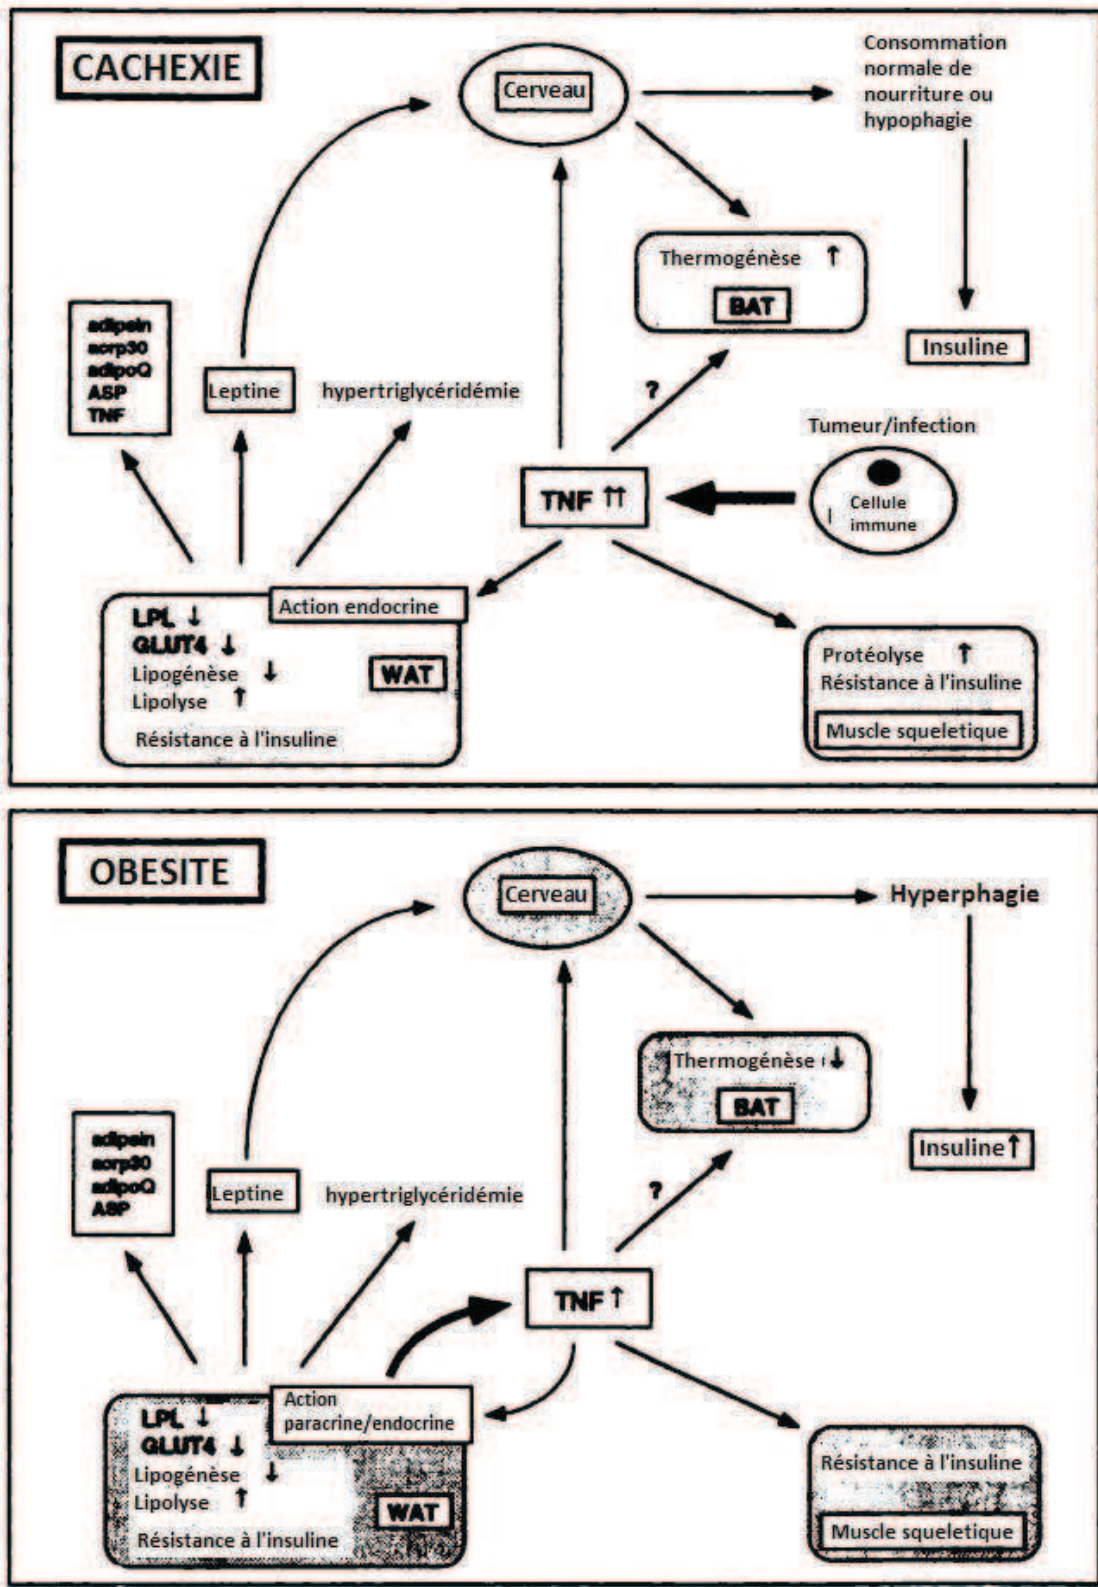 CACHEXIE
Cerveau
Consommation
normale de
nourriture ou
hypophagie
Thermogénèse ↑
BAT
Insuline
adipsin
acrp30
adipoQ
ASP
TNF
Leptine
hypertriglycéridémie
?
Tumeur/infection
TNF ↑↑
Cellule
immune
Action endocrine
LPL ↓
GLUT4 ↓
Lipogénèse ↓
Lipolyse ↑
WAT
Résistance à l'insuline
Protéolyse ↑
Résistance à l'insuline
Muscle squeletique
OBESITE
Cerveau
Hyperphagie
Thermogénèse ↓
BAT
Insuline ↑
adipsin
acrp30
adipoQ
ASP
Leptine
hypertriglycéridémie
?
TNF ↑
Action
paracrine/endocrine
LPL ↓
GLUT4 ↓
Lipogénèse ↓
Lipolyse ↑
WAT
Résistance à l'insuline
Résistance à l'insuline
Muscle squeletique